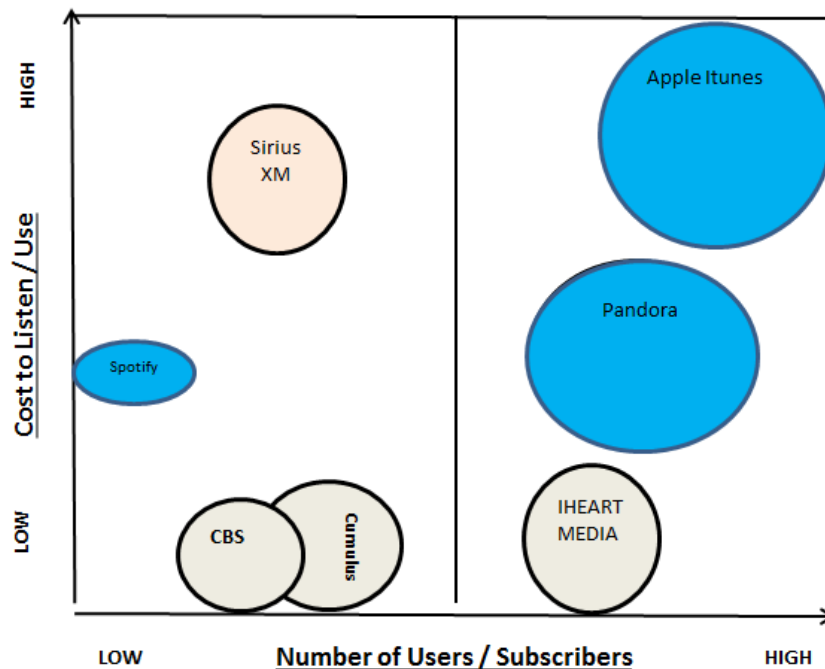 HIGH
Apple Itunes
Sirius
XM
Cost to Listen / Use
Pandora
Spotify
LOW
CBS
Cumulus
IHEART
MEDIA
LOW
Number of Users / Subscribers
HIGH